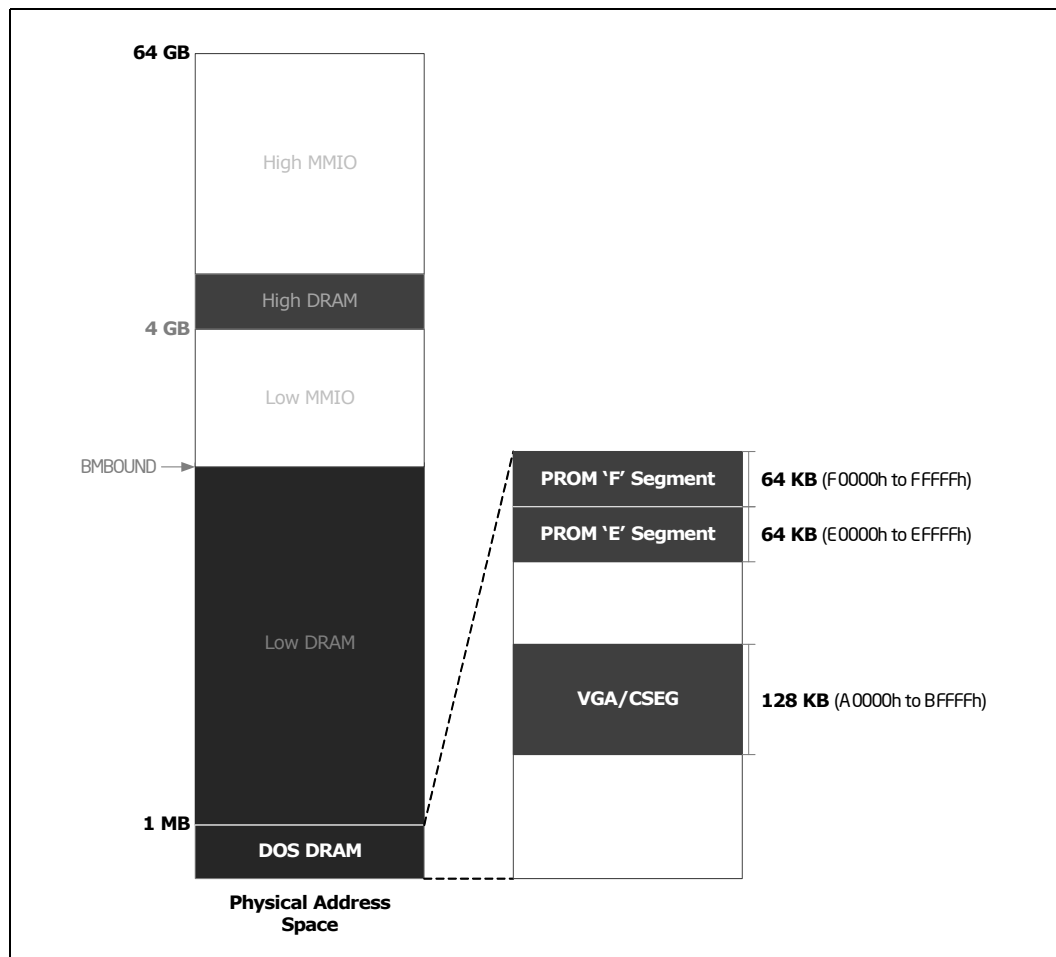 64 GB
High MMIO
High DRAM
4 GB
Low MMIO
BMBOUND
PROM ‘F’ Segment
64 KB (F0000h to FFFFFh)
PROM ‘E’ Segment
64 KB (E0000h to EFFFFh)
Low DRAM
VGA/CSEG
128 KB (A0000h to BFFFFh)
1 MB
DOS DRAM
Physical Address
Space